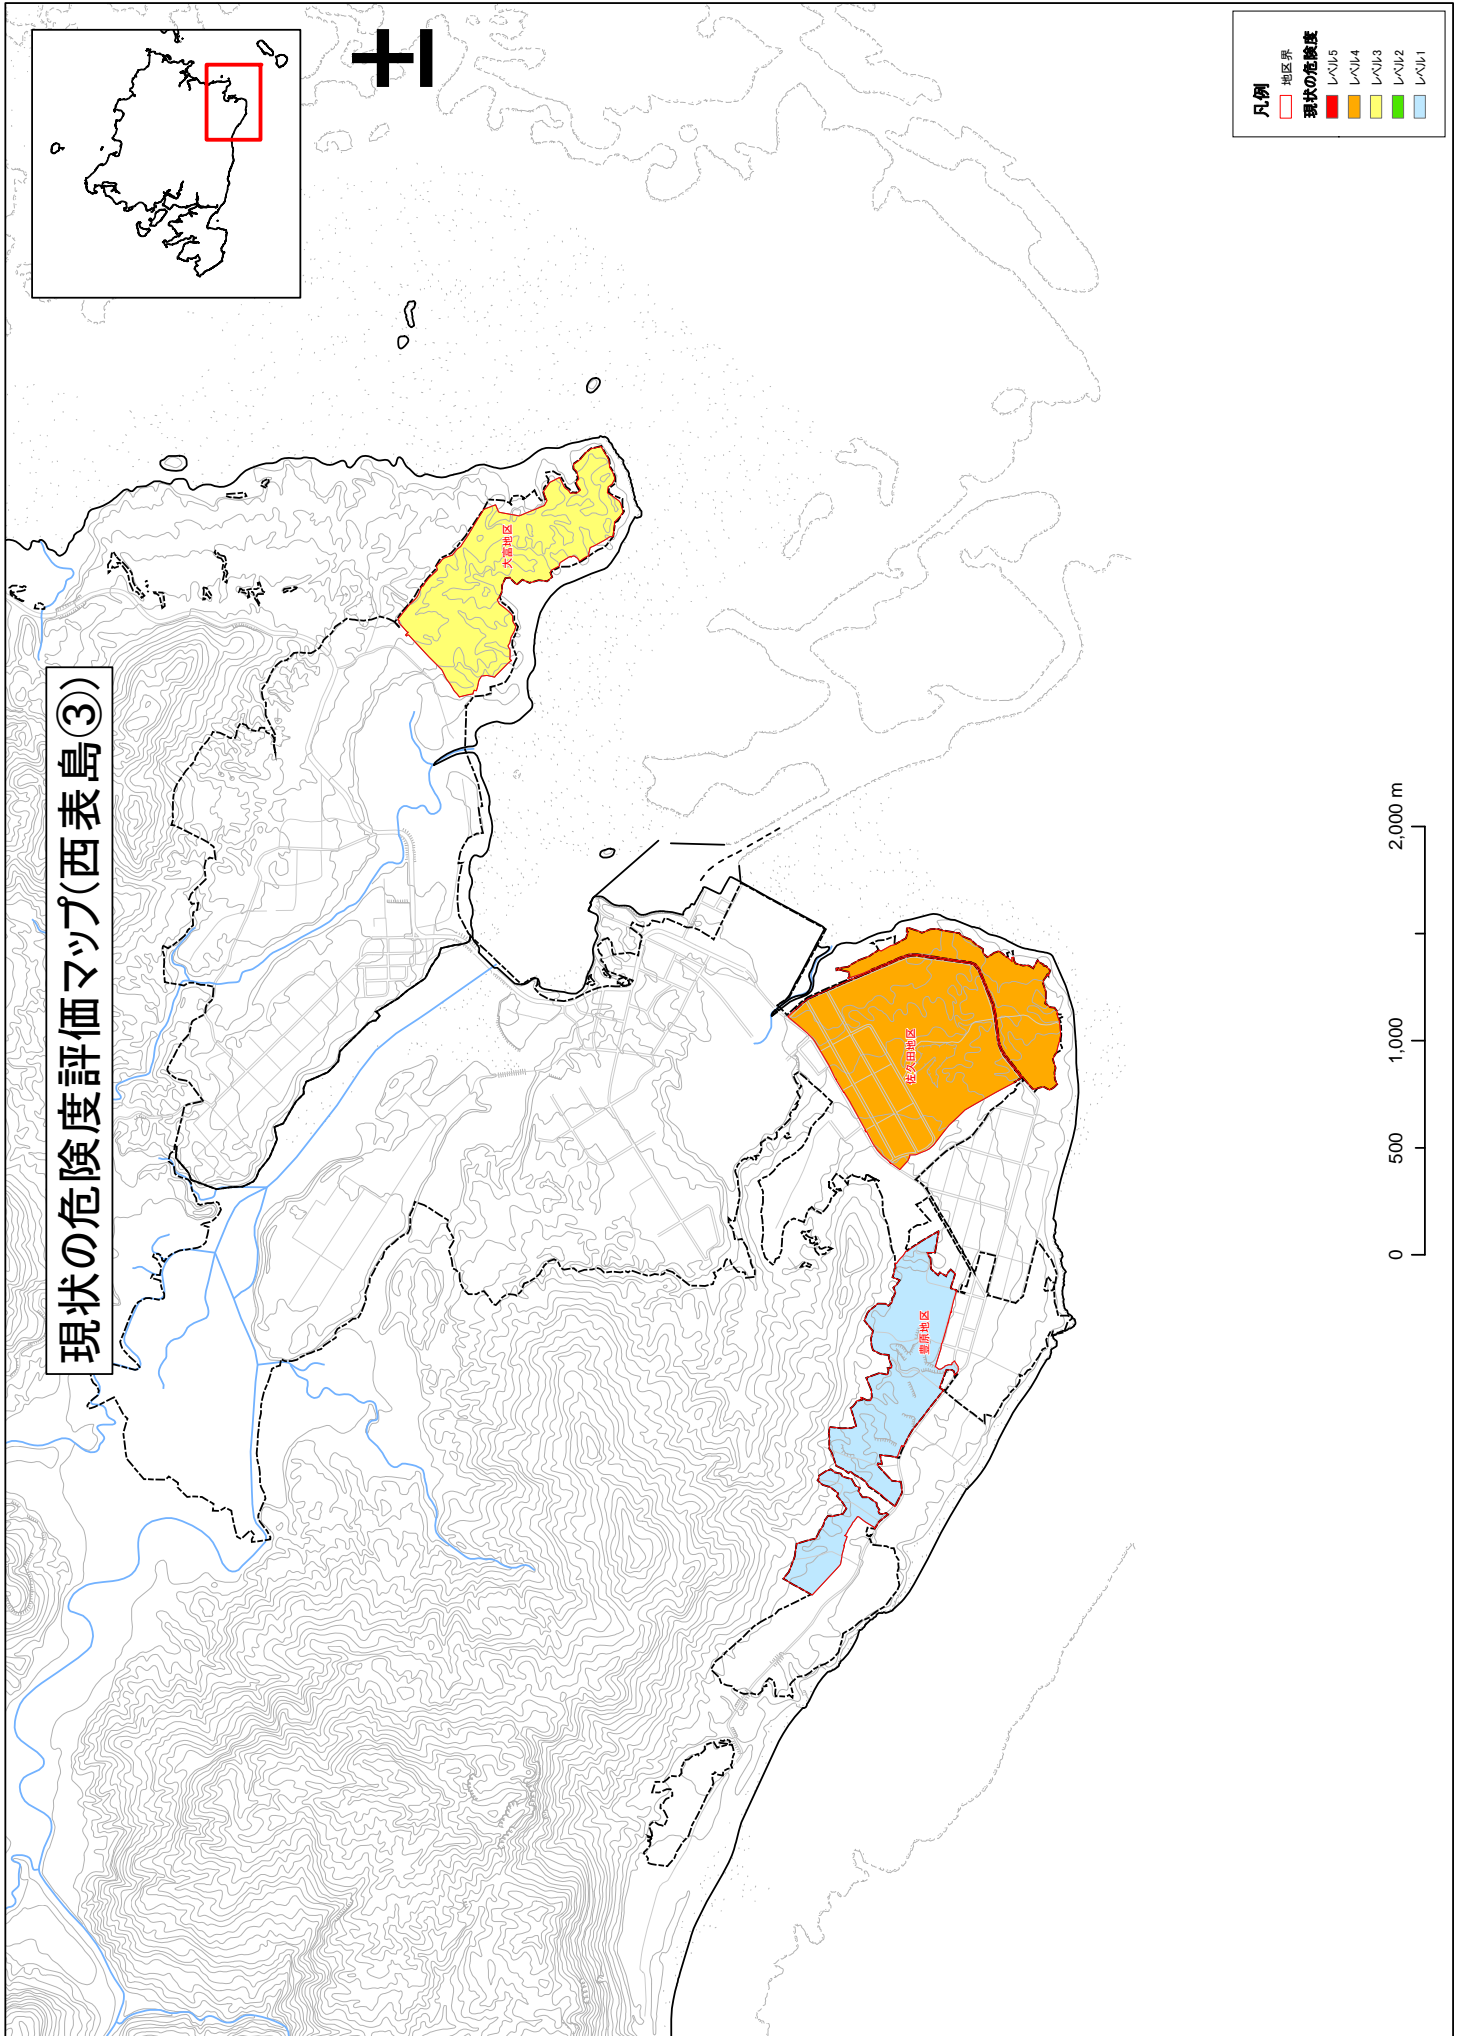 現状の危険度評価マップ(西表島③)
大富地区
佐久田地区
豊原地区
0 500 1,000 2,000 m
凡例
地区界
現状の危険度
レベル5
レベル4
レベル3
レベル2
レベル1